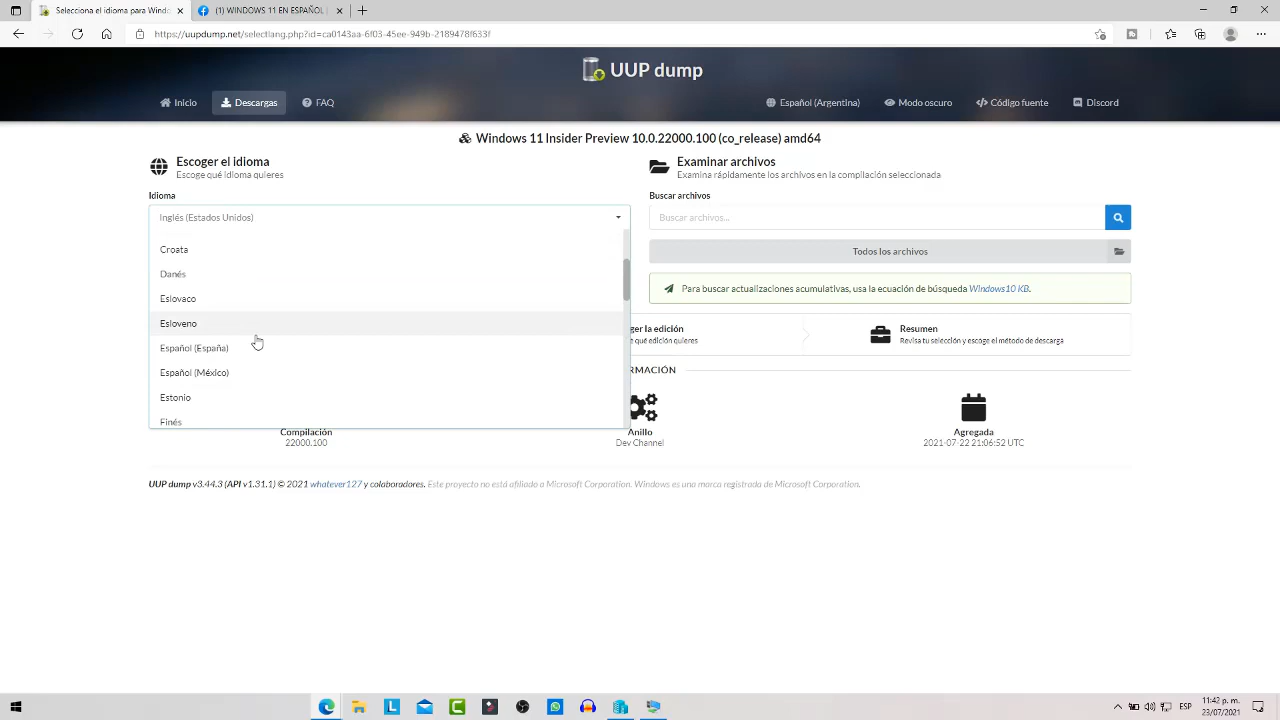 Selecciona el idioma para Windo
(1) WINDOWS 11 EN ESPAÑOL |
https://uupdump.net/selectlang.php?id=ca0143aa-6f03-45ee-949b-2189478f633f
UUP dump
Inicio
Descargas
FAQ
Español (Argentina)
Modo oscuro
Código fuente
Discord
Windows 11 Insider Preview 10.0.22000.100 (co_release) amd64
Escoger el idioma
Escoge qué idioma quieres
Idioma
Inglés (Estados Unidos)
Croata
Danés
Eslovaco
Esloveno
Español (España)
Español (México)
Estonio
Finés
Examinar archivos
Examina rápidamente los archivos en la compilación seleccionada
Buscar archivos
Buscar archivos...
Todos los archivos
Para buscar actualizaciones acumulativas, usa la ecuación de búsqueda Windows10 KB.
ger la edición
e qué edición quieres
Resumen
Revisa tu selección y escoge el método de descarga
RMACIÓN
Compilación
22000.100
Anillo
Dev Channel
Agregada
2021-07-22 21:06:52 UTC
UUP dump v3.44.3 (API v1.31.1) © 2021 whatever127 y colaboradores. Este proyecto no está afiliado a Microsoft Corporation. Windows es una marca registrada de Microsoft Corporation.
ESP
11:42 p. m.
23/07/2021